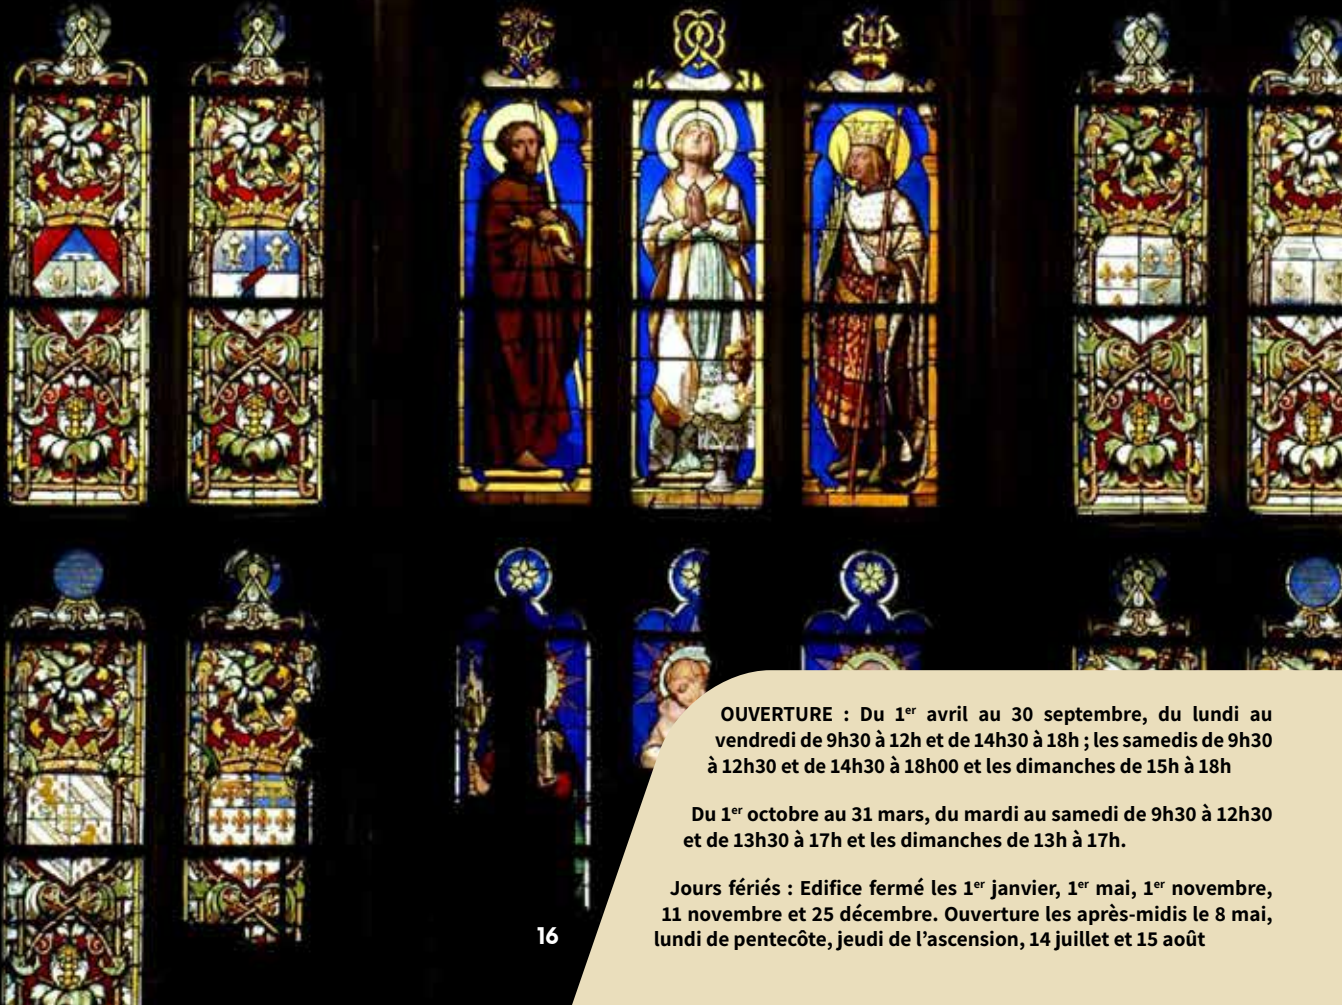 OUVERTURE : Du 1er avril au 30 septembre, du lundi au
vendredi de 9h30 à 12h et de 14h30 à 18h ; les samedis de 9h30
à 12h30 et de 14h30 à 18h00 et les dimanches de 15h à 18h
Du 1er octobre au 31 mars, du mardi au samedi de 9h30 à 12h30
et de 13h30 à 17h et les dimanches de 13h à 17h.
Jours fériés : Edifice fermé les 1er janvier, 1er mai, 1er novembre,
11 novembre et 25 décembre. Ouverture les après-midis le 8 mai,
lundi de pentecôte, jeudi de l’ascension, 14 juillet et 15 août
16